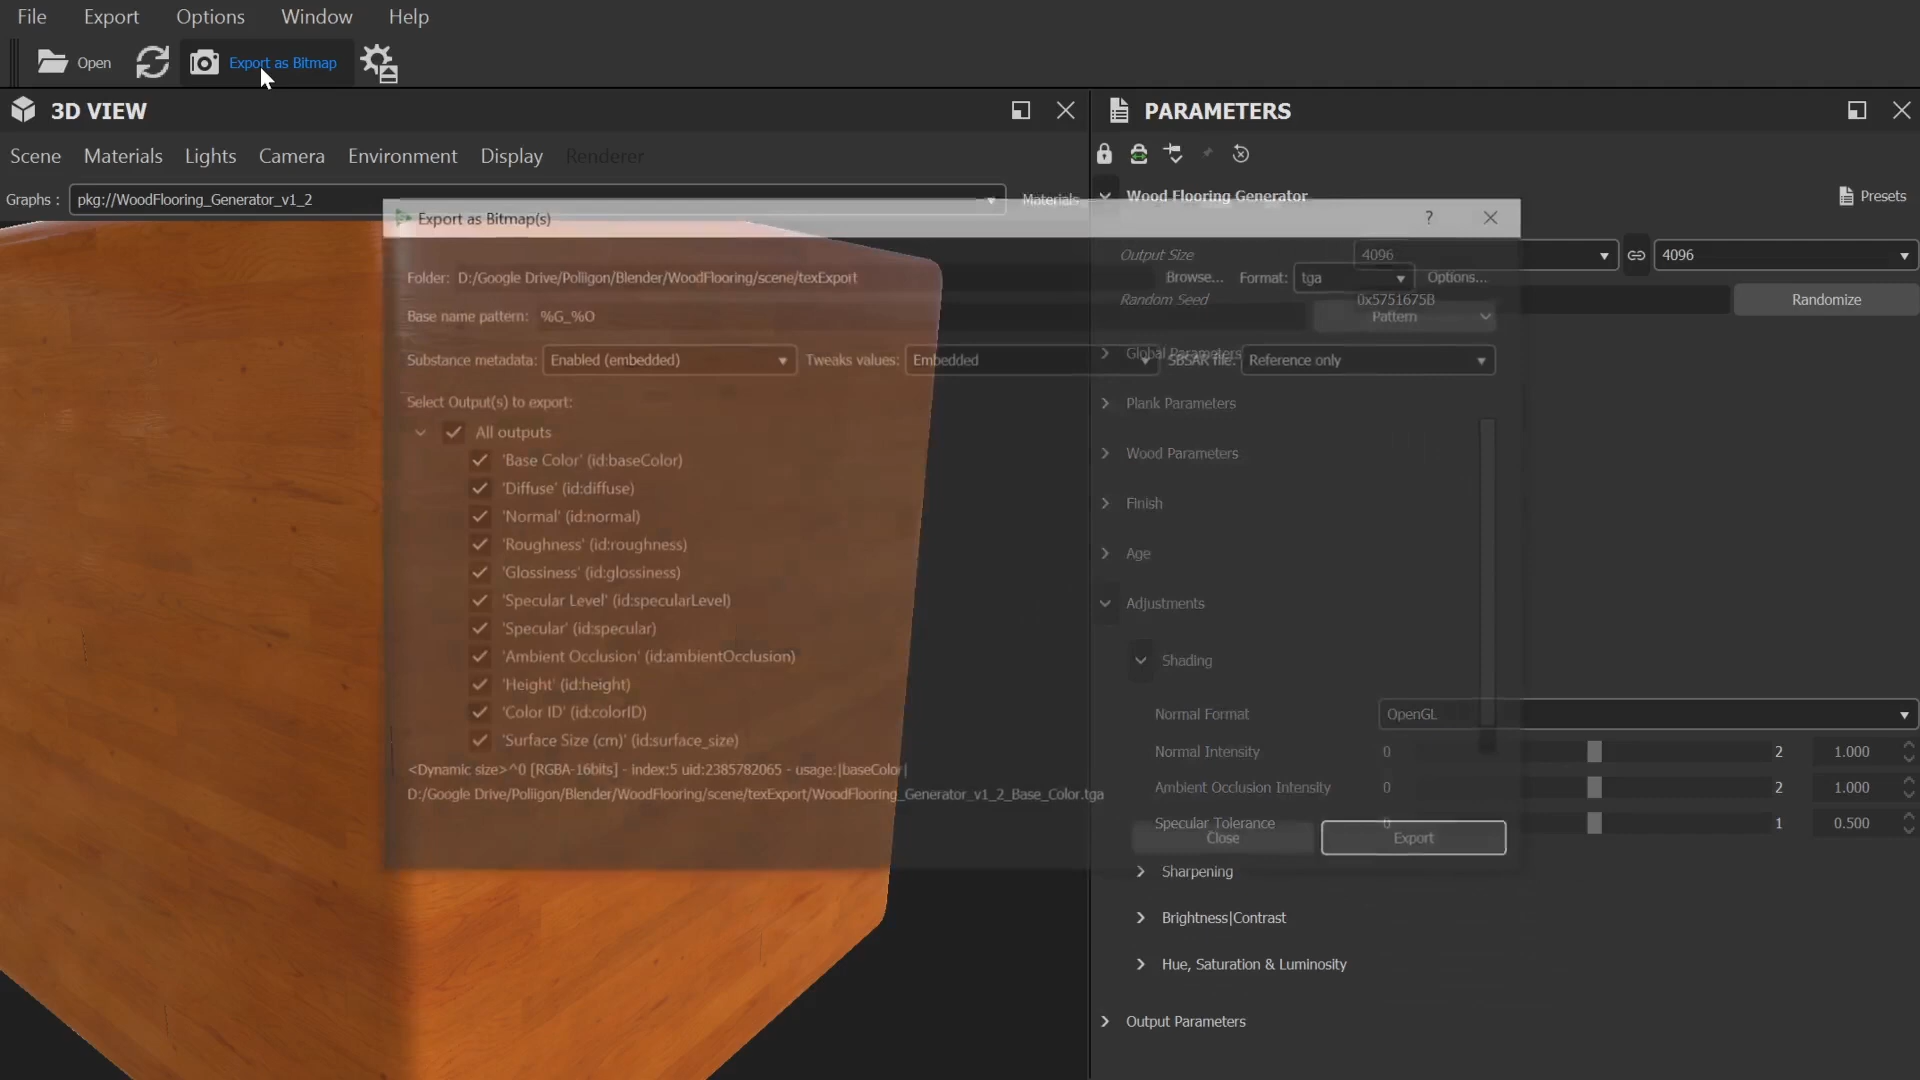 File Export Options Window Help
Open Export as Bitmap
3D VIEW
PARAMETERS
Scene Materials Lights Camera Environment Display Renderer
Graphs : pkg://WoodFlooring_Generator_v1_2 Materials
Wood Flooring Generator Presets
Export as Bitmap(s) ?
Output Size 4096 4096
Folder: D:/Google Drive/Poliigon/Blender/WoodFlooring/scene/texExport Browse... Format: tga Options...
Random Seed 0x5751675B Randomize
Base name pattern: %G_%O Pattern
Global Parameters
Substance metadata: Enabled (embedded) Tweaks values: Embedded SBSAR file: Reference only
Select Output(s) to export:
Plank Parameters
All outputs
Wood Parameters
'Base Color' (id:baseColor)
'Diffuse' (id:diffuse)
Finish
'Normal' (id:normal)
'Roughness' (id:roughness)
Age
'Glossiness' (id:glossiness)
'Specular Level' (id:specularLevel)
Adjustments
'Specular' (id:specular)
'Ambient Occlusion' (id:ambientOcclusion)
Shading
'Height' (id:height)
'Color ID' (id:colorID)
Normal Format OpenGL
'Surface Size (cm)' (id:surface_size)
Normal Intensity 0 2 1.000
<Dynamic size>^0 [RGBA-16bits] - index:5 uid:2385782065 - usage:|baseColor|
Ambient Occlusion Intensity 0 2 1.000
D:/Google Drive/Poliigon/Blender/WoodFlooring/scene/texExport/WoodFlooring_Generator_v1_2_Base_Color.tga
Specular Tolerance 0 1 0.500
Close Export
Sharpening
Brightness|Contrast
Hue, Saturation & Luminosity
Output Parameters